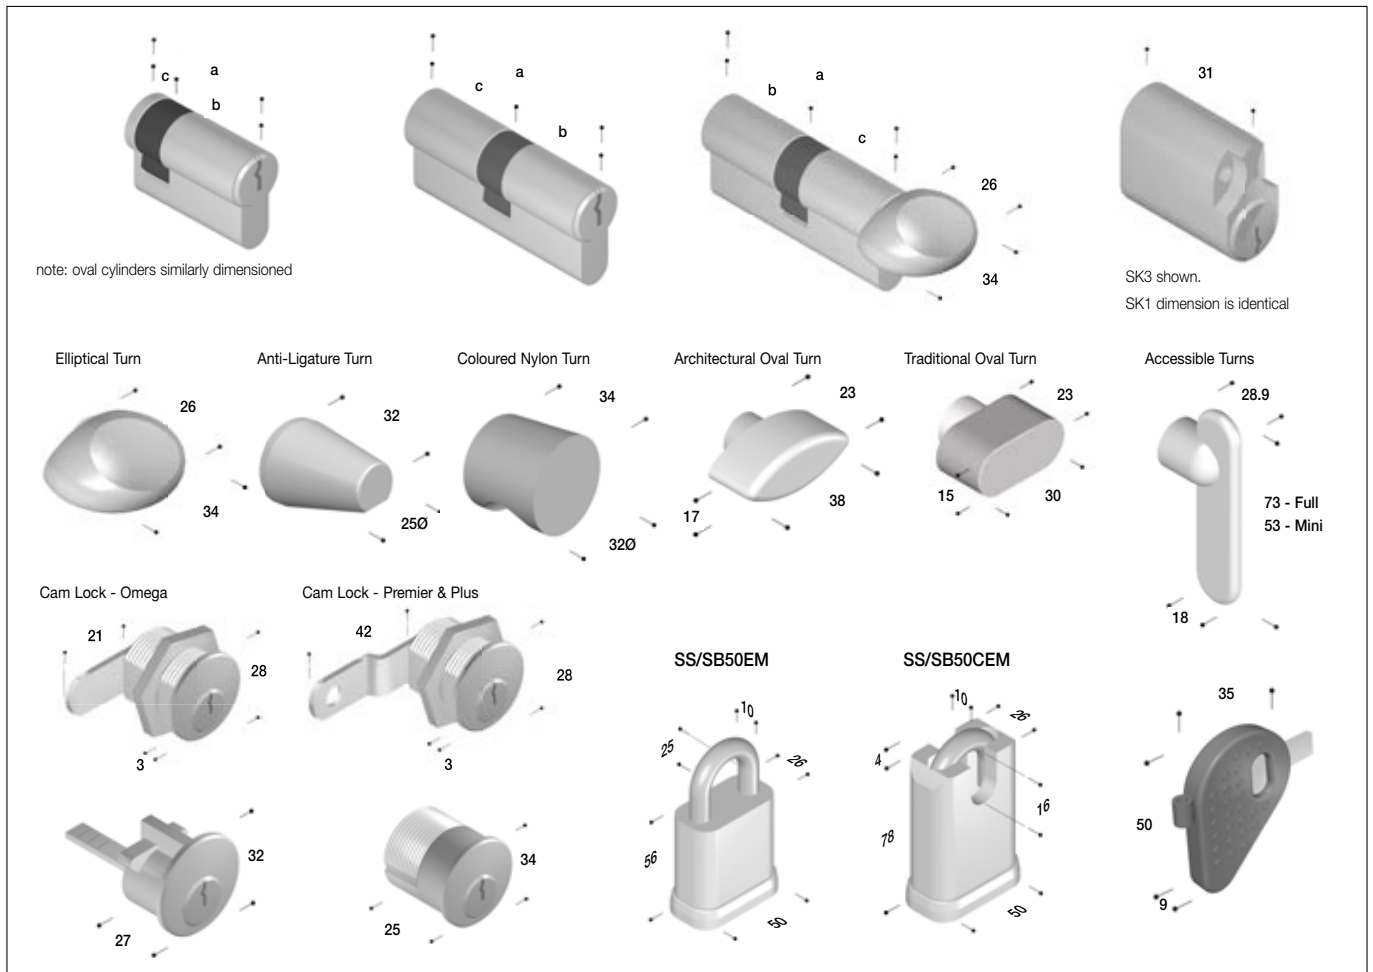 c
a
b
c
a
b
b
a
c
26
34
31
note: oval cylinders similarly dimensioned
SK3 shown.
SK1 dimension is identical
Elliptical Turn
26
34
Anti-Ligature Turn
32
25Ø
Coloured Nylon Turn
34
32Ø
Architectural Oval Turn
23
38
17
Traditional Oval Turn
23
15
30
Accessible Turns
28.9
73 - Full
53 - Mini
18
Cam Lock - Omega
21
28
3
Cam Lock - Premier & Plus
42
28
3
SS/SB50EM
10
25
26
56
50
SS/SB50CEM
10
26
4
16
78
50
35
50
9
32
27
34
25